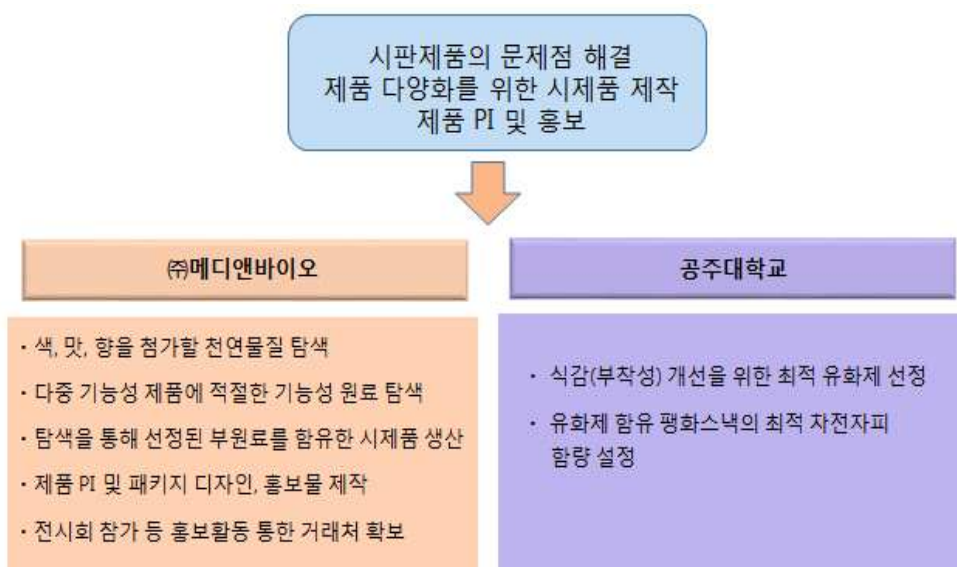 시판제품의 문제점 해결
제품 다양화를 위한 시제품 제작
제품 PI 및 홍보
㈜메디앤바이오
· 색, 맛, 향을 첨가할 천연물질 탐색
· 다중 기능성 제품에 적절한 기능성 원료 탐색
· 탐색을 통해 선정된 부원료를 함유한 시제품 생산
· 제품 PI 및 패키지 디자인, 홍보물 제작
· 전시회 참가 등 홍보활동 통한 거래처 확보
공주대학교
· 식감(부착성) 개선을 위한 최적 유화제 선정
· 유화제 함유 팽화스낵의 최적 차전자피
함량 설정